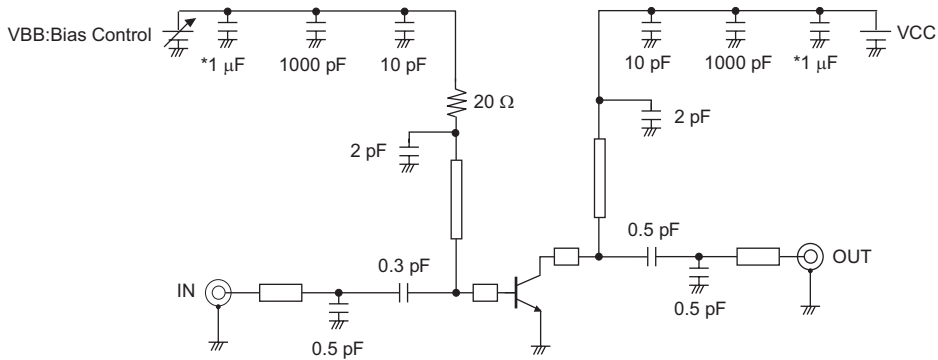 VBB:Bias Control
*1 μF
1000 pF
10 pF
20 Ω
2 pF
10 pF
1000 pF
*1 μF
VCC
2 pF
IN
0.5 pF
0.3 pF
0.5 pF
0.5 pF
OUT